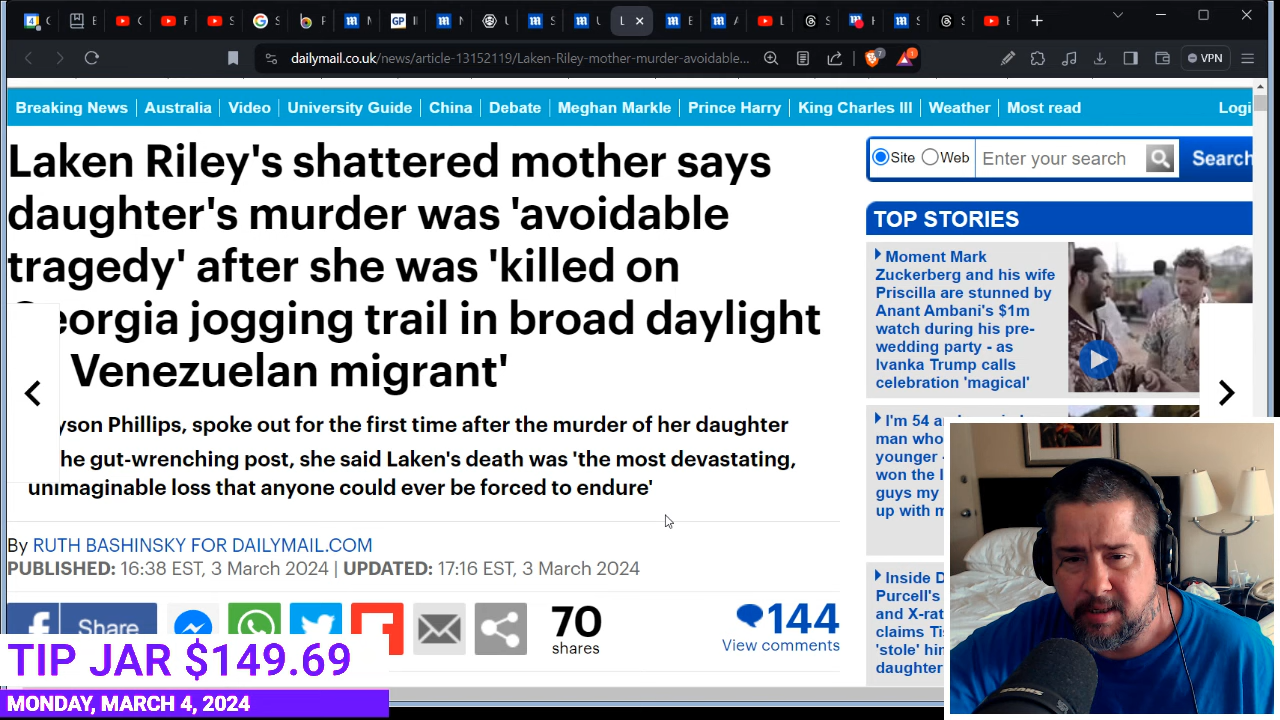 dailymail.co.uk/news/article-13152119/Laken-Riley-mother-murder-avoidable...
VPN
Breaking News
Australia
Video
University Guide
China
Debate
Meghan Markle
Prince Harry
King Charles III
Weather
Most read
Logi
Laken Riley's shattered mother says
daughter's murder was 'avoidable
tragedy' after she was 'killed on
Georgia jogging trail in broad daylight
Venezuelan migrant'
yson Phillips, spoke out for the first time after the murder of her daughter
he gut-wrenching post, she said Laken's death was 'the most devastating,
unimaginable loss that anyone could ever be forced to endure'
By RUTH BASHINSKY FOR DAILYMAIL.COM
PUBLISHED: 16:38 EST, 3 March 2024 | UPDATED: 17:16 EST, 3 March 2024
Share
70
shares
144
View comments
Site
Web
Enter your search
Search
TOP STORIES
Moment Mark
Zuckerberg and his wife
Priscilla are stunned by
Anant Ambani's $1m
watch during his pre-
wedding party - as
Ivanka Trump calls
celebration 'magical'
I'm 54 a
man who
younger -
won the l
guys my
up with m
Inside D
Purcell's
and X-rat
claims Tis
'stole' him
daughter
TIP JAR $149.69
MONDAY, MARCH 4, 2024